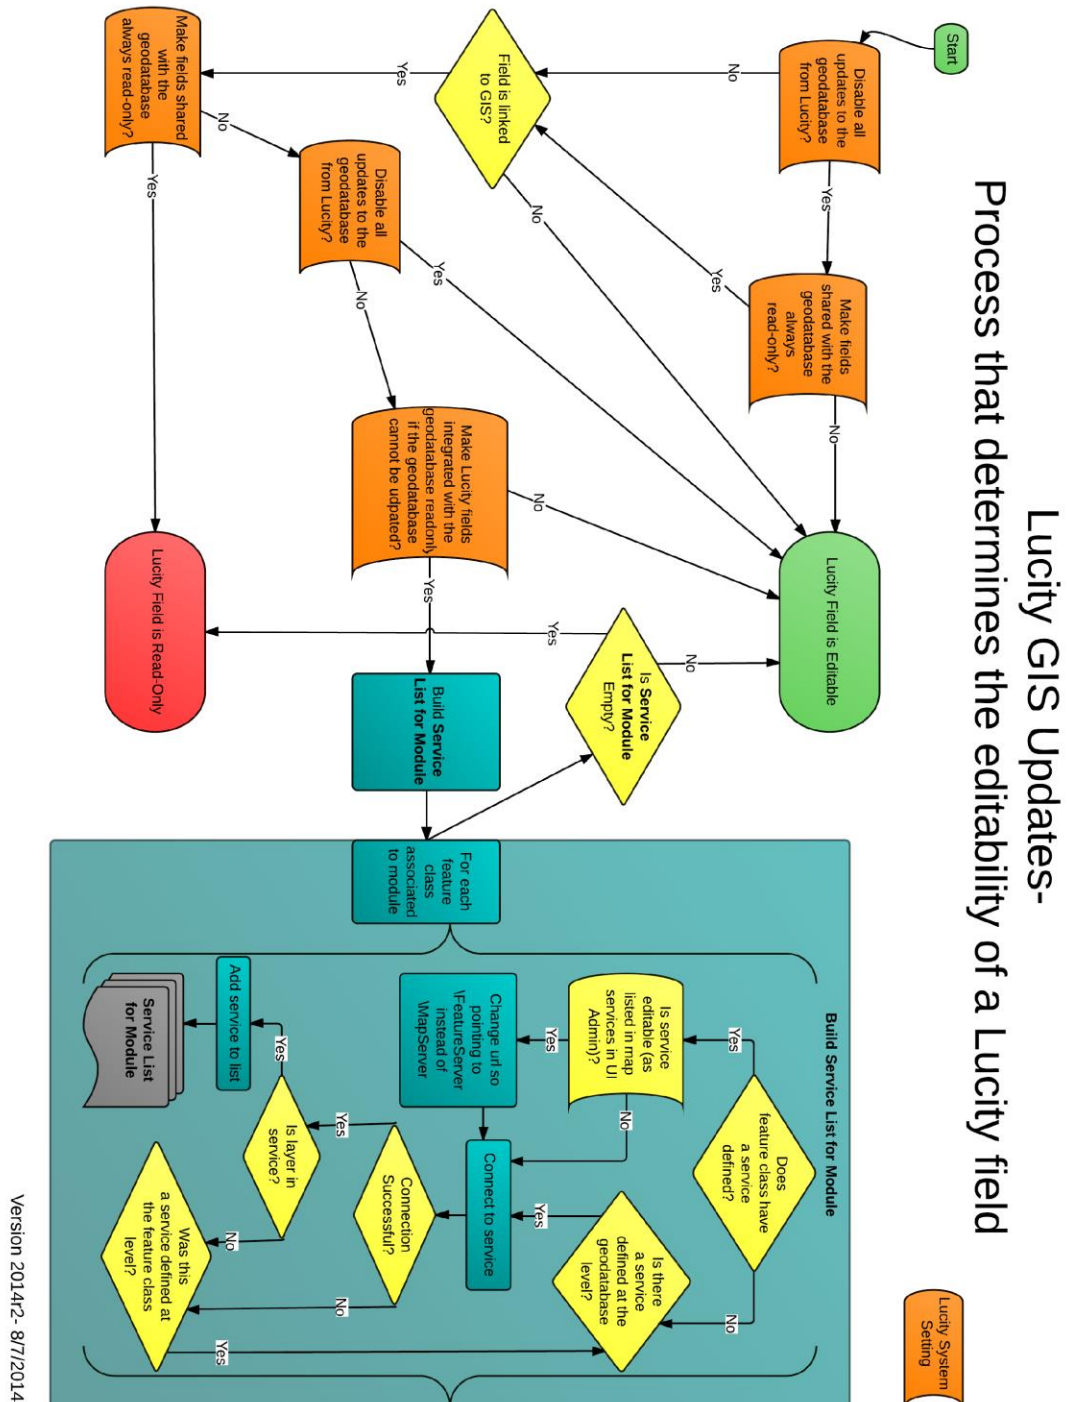 Lucity GIS Updates-
Process that determines the editability of a Lucity field
Start
Disable all
updates to the
geodatabase
from Lucity?
No
Yes
Make fields
shared with the
geodatabase
always
read-only?
Yes
No
Field is linked
to GIS?
Yes
No
Make fields shared
with the
geodatabase
always read-only?
No
Yes
Disable all
updates to the
geodatabase
from Lucity?
Yes
No
Make Lucity fields
integrated with the
geodatabase readonly
if the geodatabase
cannot be udpated?
No
Yes
Lucity Field is Editable
Lucity Field is Read-Only
Is Service
List for Module
Empty?
No
Yes
Build Service
List for Module
For each
feature
class
associated
to module
Build Service List for Module
Does
feature class have
a service
defined?
Yes
No
Is service
editable (as
listed in map
services in UI
Admin)?
Yes
No
Is there
a service
defined at the
geodatabase
level?
Yes
Change url so
pointing to
\FeatureServer
instead of
\MapServer
Connect to service
Connection
Successful?
Yes
No
Is layer in
service?
Yes
No
Add service to list
Service List
for Module
Was this
a service defined at
the feature class
level?
Yes
Lucity System
Setting
Version 2014r2- 8/7/2014